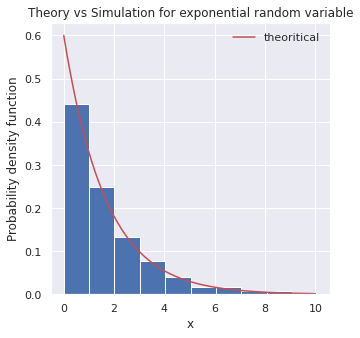 Theory vs Simulation for exponential random variable
theoritical
0.6
0.5
0.4
0.3
0.2
0.1
0.0
Probability density function
0 2 4 6 8 10
x